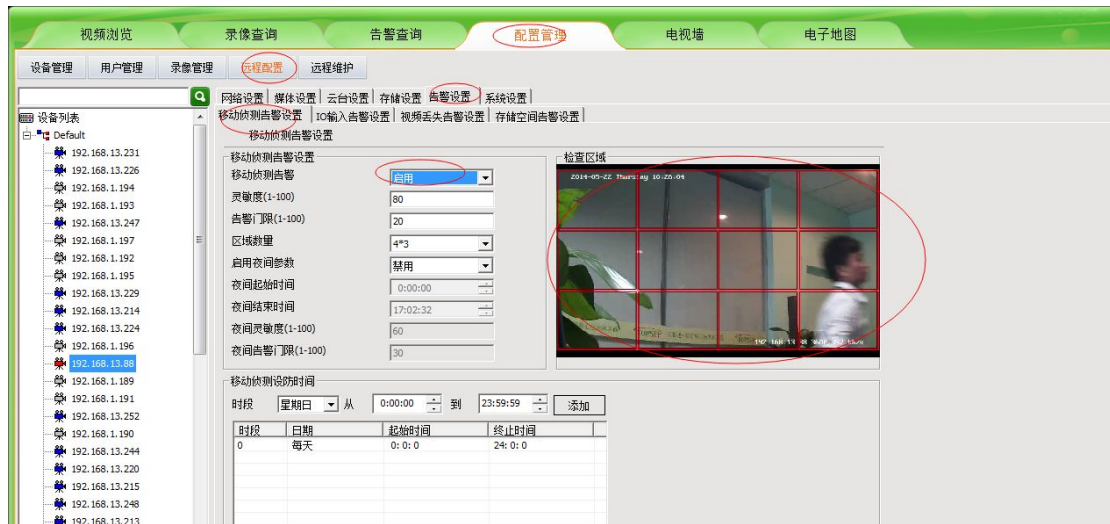 视频浏览 录像查询 告警查询 配置管理 电视墙 电子地图
设备管理 用户管理 录像管理 远程配置 远程维护
网络设置 媒体设置 云台设置 存储设置 告警设置 系统设置
移动侦测告警设置 IO输入告警设置 视频丢失告警设置 存储空间告警设置
移动侦测告警设置
设备列表
Default
192.168.13.231
192.168.13.226
192.168.1.194
192.168.1.193
192.168.13.247
192.168.1.197
192.168.1.192
192.168.1.195
192.168.13.229
192.168.13.214
192.168.13.224
192.168.1.196
192.168.13.88
192.168.1.189
192.168.1.191
192.168.13.252
192.168.1.190
192.168.13.244
192.168.13.220
192.168.13.215
192.168.13.248
192.168.13.213
移动侦测告警设置
移动侦测告警 启用
灵敏度(1-100) 80
告警门限(1-100) 20
区域数量 4*3
启用夜间参数 禁用
夜间起始时间 0:00:00
夜间结束时间 17:02:32
夜间灵敏度(1-100) 60
夜间告警门限(1-100) 30
检查区域
2014-05-22 Thursday
移动侦测设防时间
时段 星期日 从 0:00:00 到 23:59:59 添加
时段 日期 起始时间 终止时间
0 每天 0: 0: 0 24: 0: 0